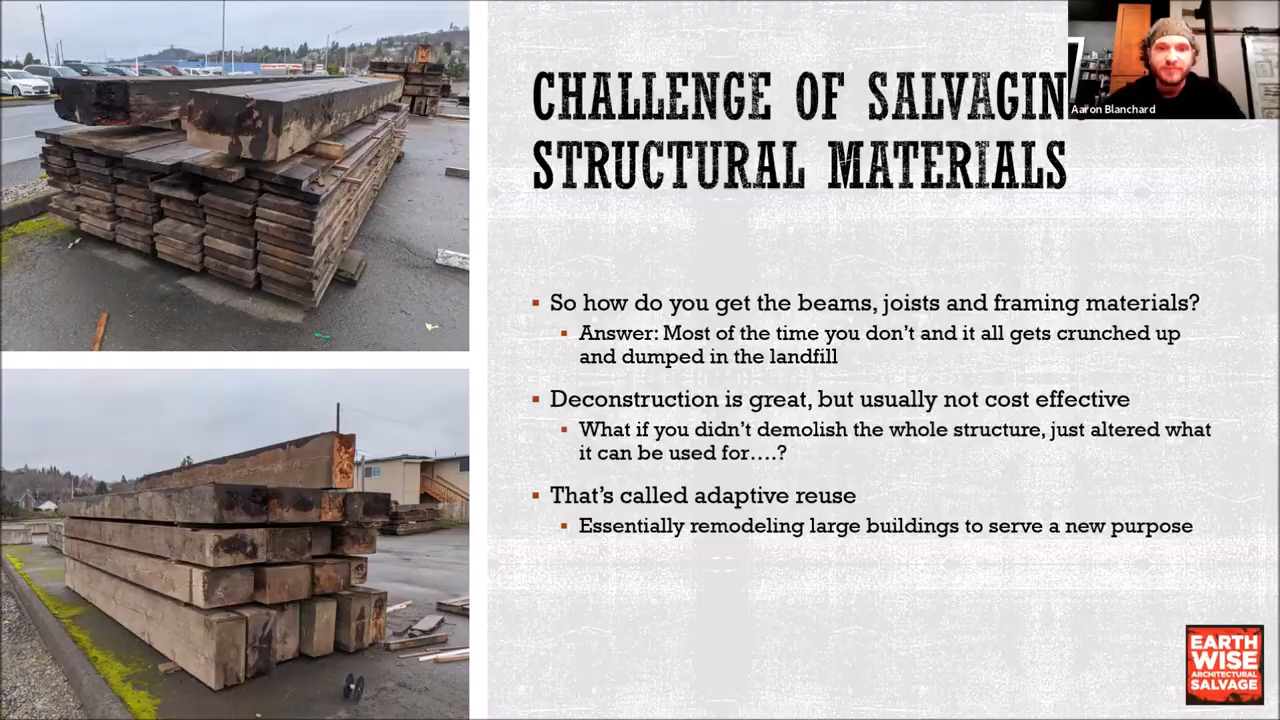 CHALLENGE OF SALVAGIN
STRUCTURAL MATERIALS
Aaron Blanchard
So how do you get the beams, joists and framing materials?
Answer: Most of the time you don't and it all gets crunched up
and dumped in the landfill
Deconstruction is great, but usually not cost effective
What if you didn't demolish the whole structure, just altered what
it can be used for....?
That's called adaptive reuse
Essentially remodeling large buildings to serve a new purpose
EARTH
WISE
ARCHITECTURAL
SALVAGE